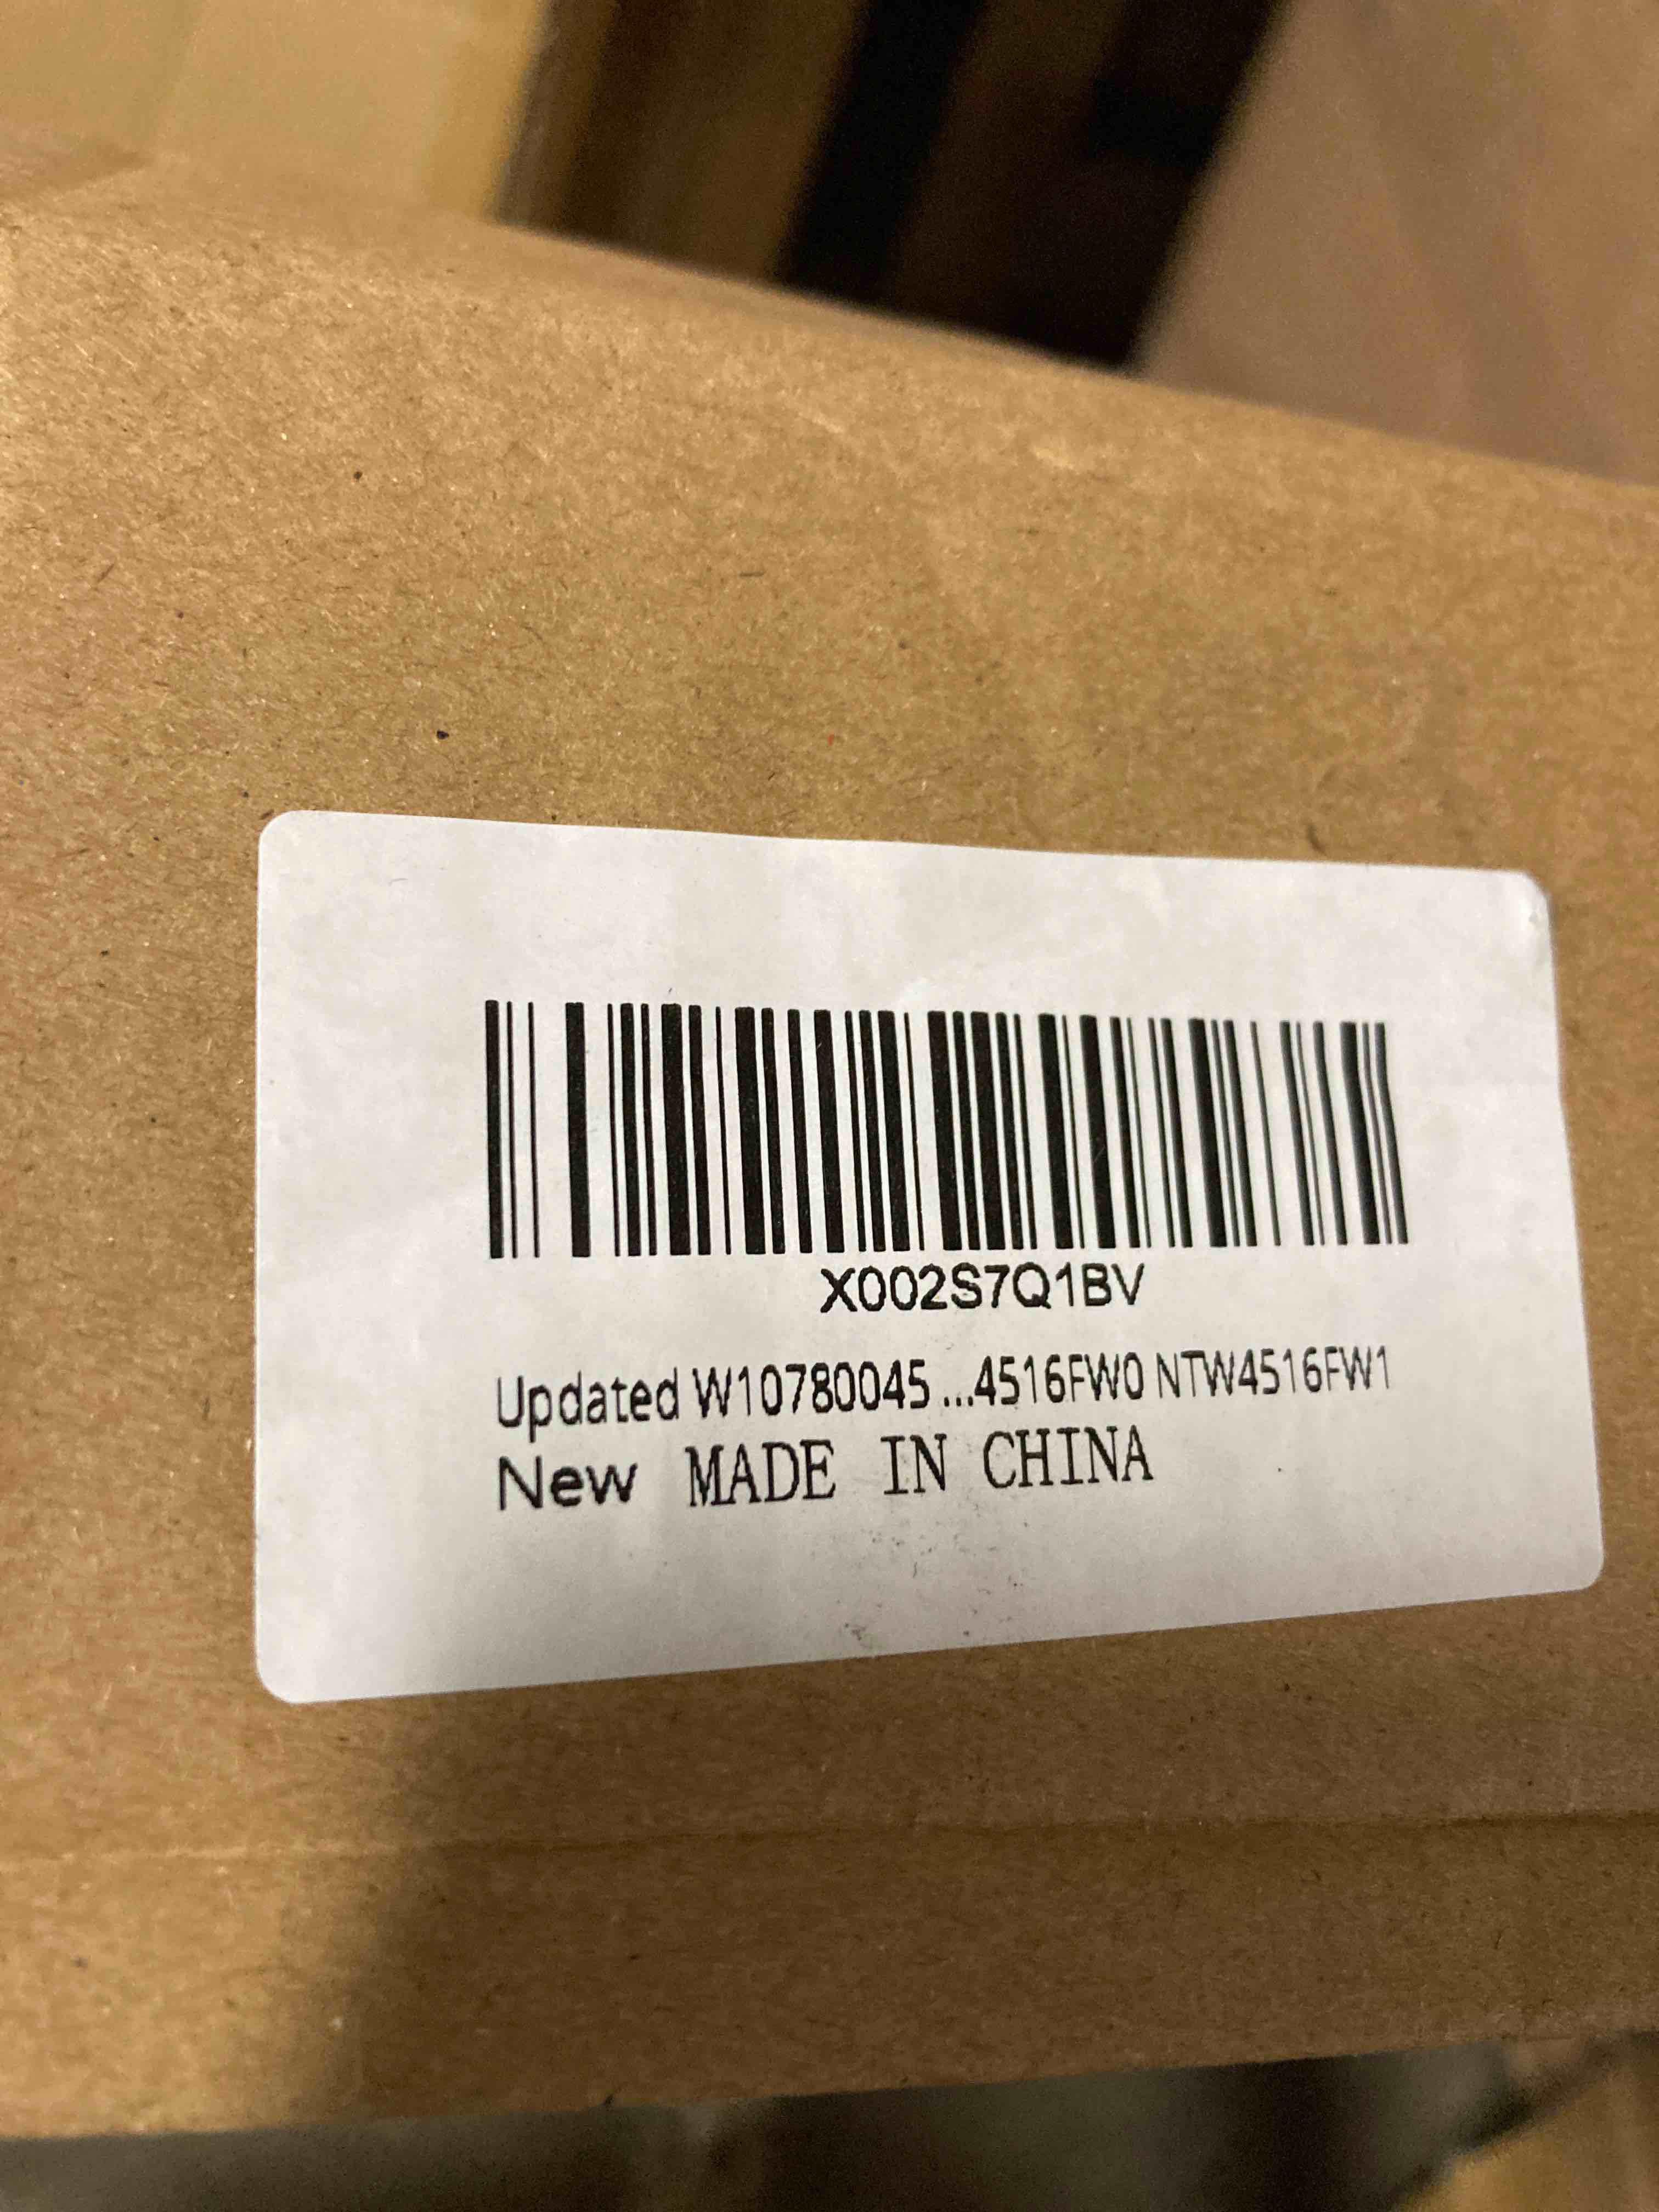 X002S7Q1BV
Updated W10780045 ...4516FW0 NTW4516FW1
New MADE IN CHINA